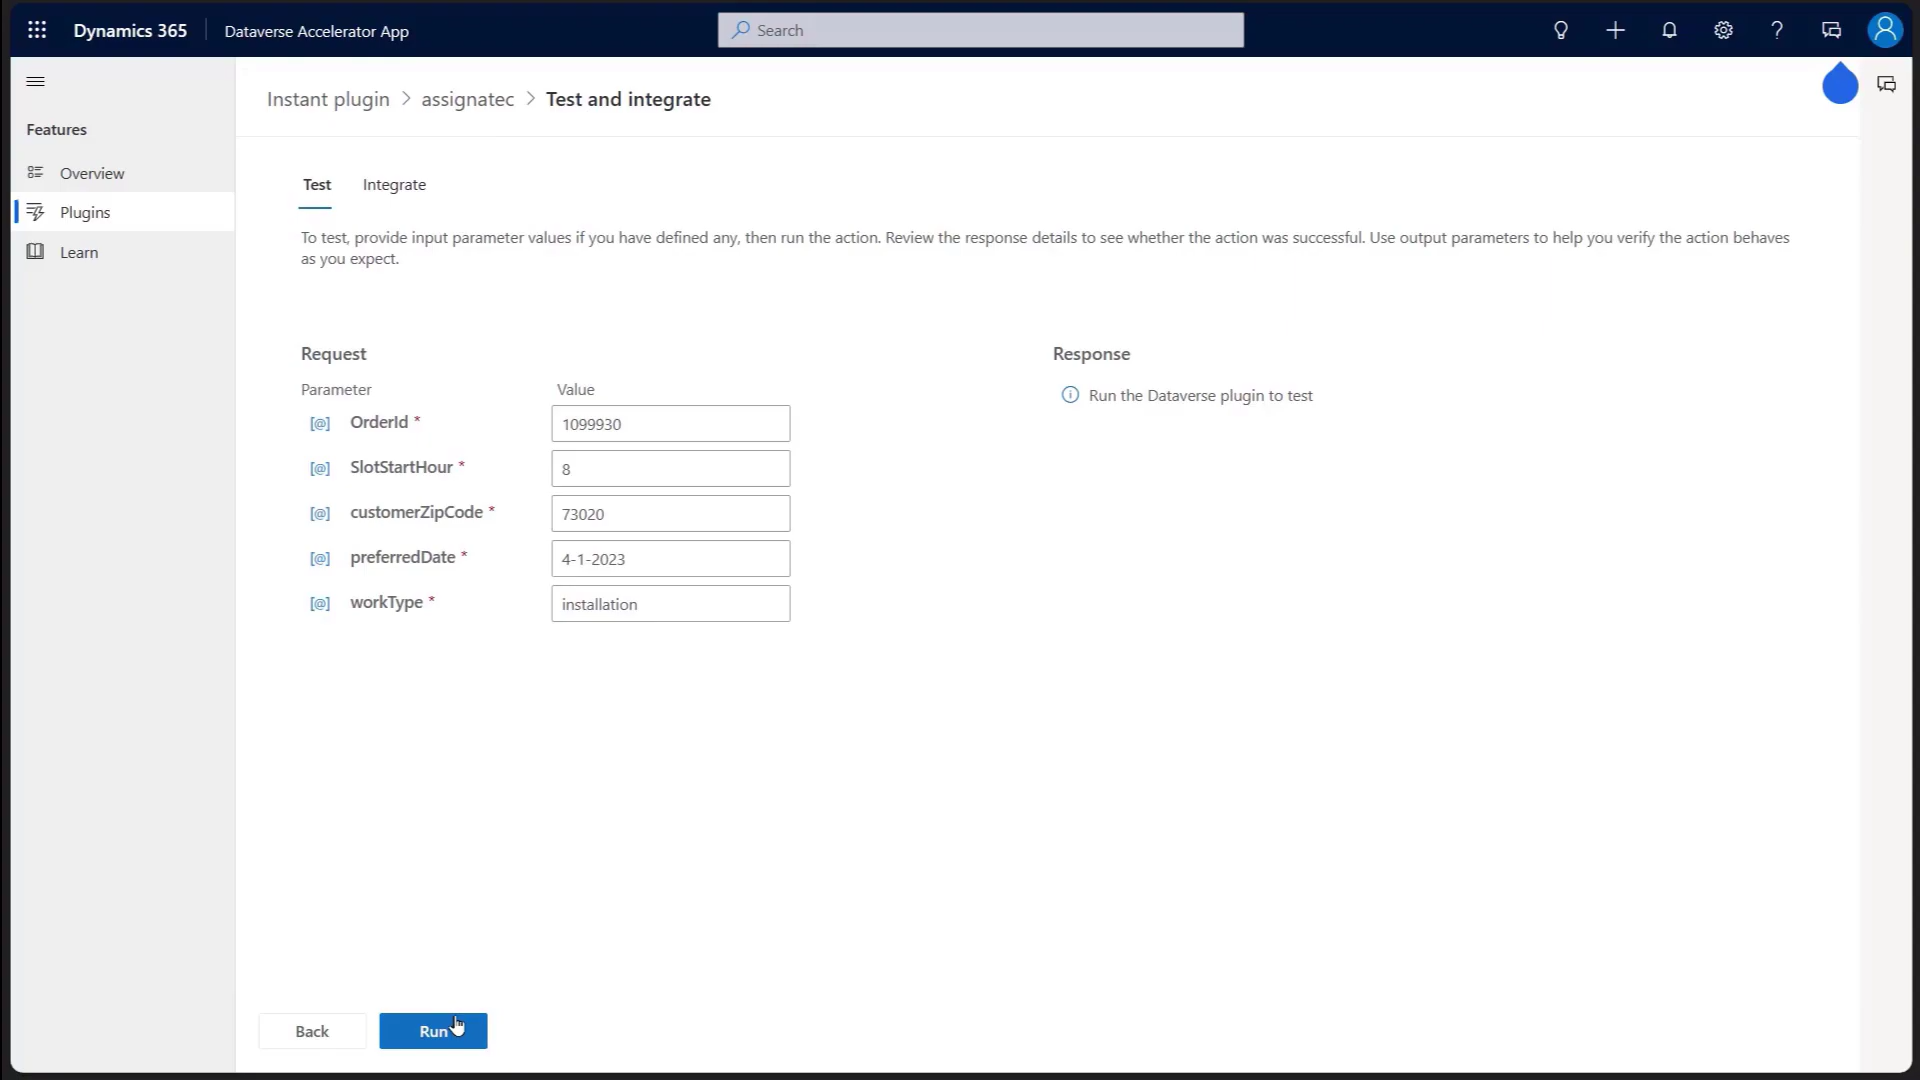 Dynamics 365
Dataverse Accelerator App
Search
Instant plugin > assignatec > Test and integrate
Features
Overview
Plugins
Learn
Test
Integrate
To test, provide input parameter values if you have defined any, then run the action. Review the response details to see whether the action was successful. Use output parameters to help you verify the action behaves
as you expect.
Request
Parameter
Value
[@] OrderId *
1099930
[@] SlotStartHour *
8
[@] customerZipCode *
73020
[@] preferredDate *
4-1-2023
[@] workType *
installation
Response
Run the Dataverse plugin to test
Back
Run